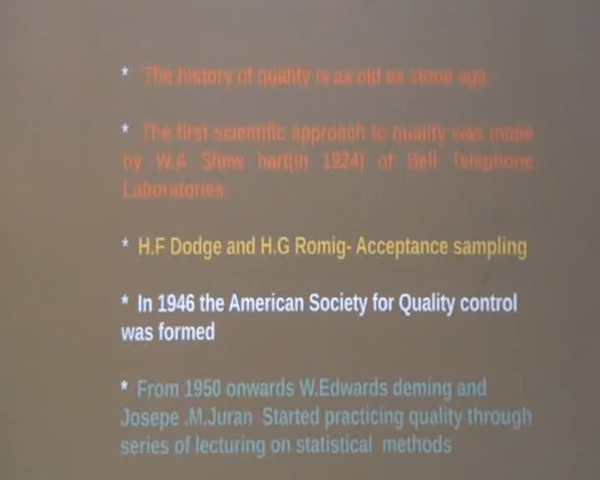 * The history of quality is as old as stone age.
* The first scientific approach to quality was made
by W.A Shew hart(in 1924) of Bell Telephone
Laboratories.
* H.F Dodge and H.G Romig- Acceptance sampling
* In 1946 the American Society for Quality control
was formed
* From 1950 onwards W.Edwards deming and
Josepe .M.Juran Started practicing quality through
series of lecturing on statistical methods